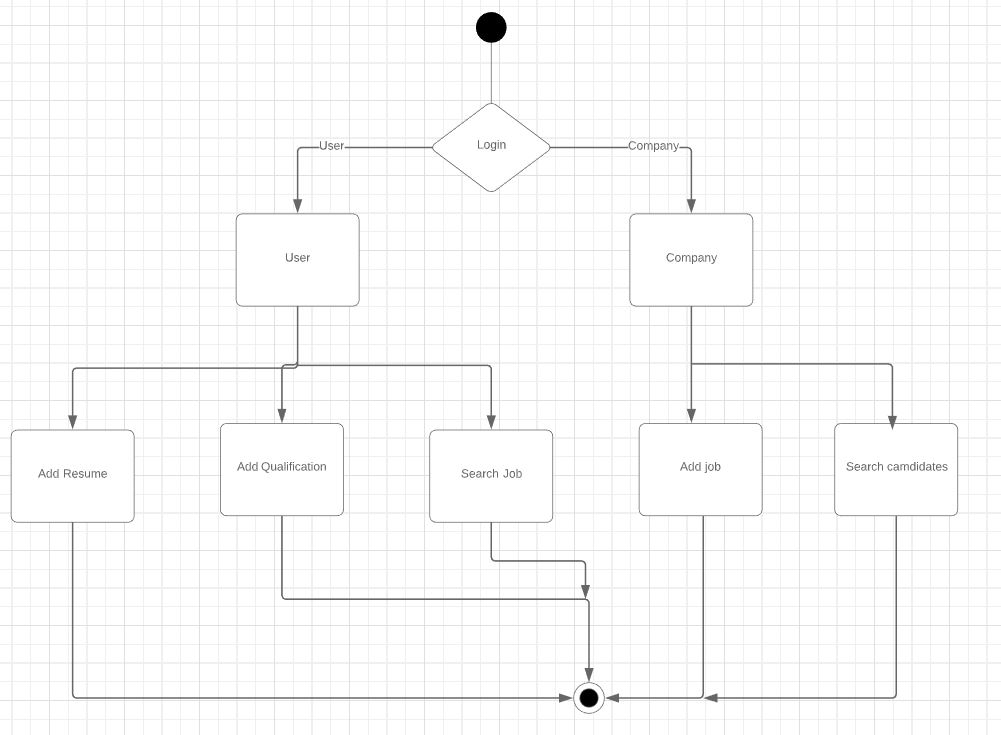 Login
User
Company
User
Company
Add Resume
Add Qualification
Search Job
Add job
Search camdidates